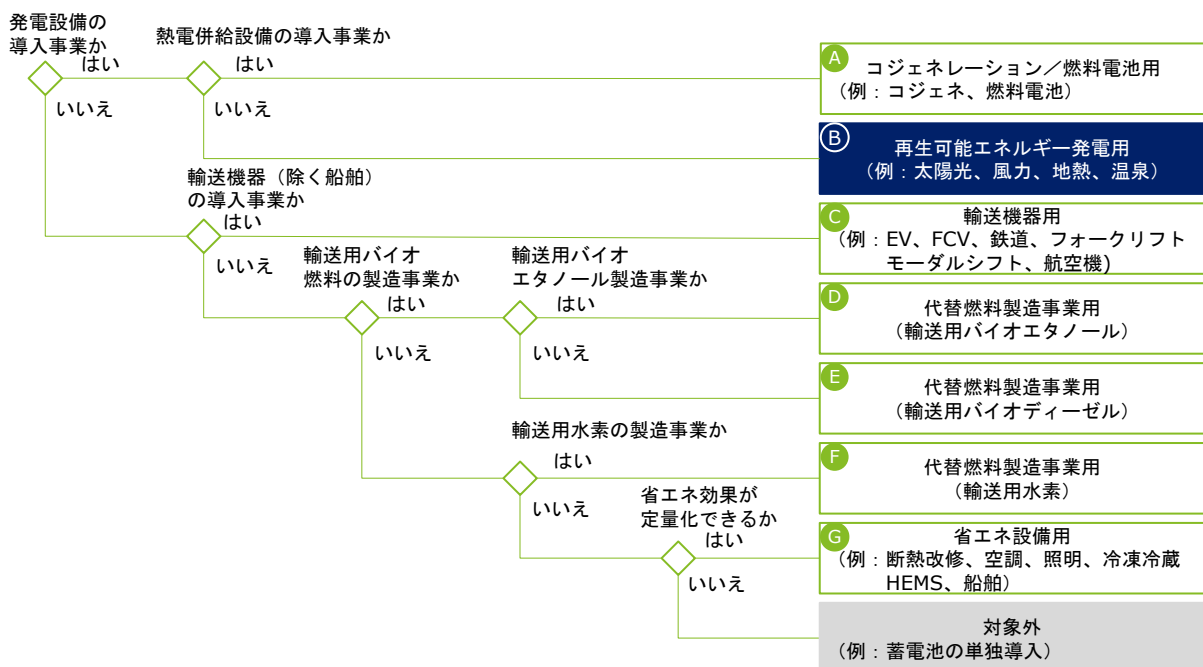 発電設備の
導入事業か
はい
いいえ
熱電併給設備の導入事業か
はい
いいえ
A
コジェネレーション／燃料電池用
（例：コジェネ、燃料電池）
B
再生可能エネルギー発電用
（例：太陽光、風力、地熱、温泉）
輸送機器（除く船舶）
の導入事業か
はい
いいえ
C
輸送機器用
（例：EV、FCV、鉄道、フォークリフト
モーダルシフト、航空機)
輸送用バイオ
燃料の製造事業か
はい
いいえ
輸送用バイオ
エタノール製造事業か
はい
いいえ
D
代替燃料製造事業用
（輸送用バイオエタノール）
E
代替燃料製造事業用
（輸送用バイオディーゼル）
輸送用水素の製造事業か
はい
いいえ
F
代替燃料製造事業用
（輸送用水素）
省エネ効果が
定量化できるか
はい
いいえ
G
省エネ設備用
（例：断熱改修、空調、照明、冷凍冷蔵
HEMS、船舶）
対象外
（例：蓄電池の単独導入）